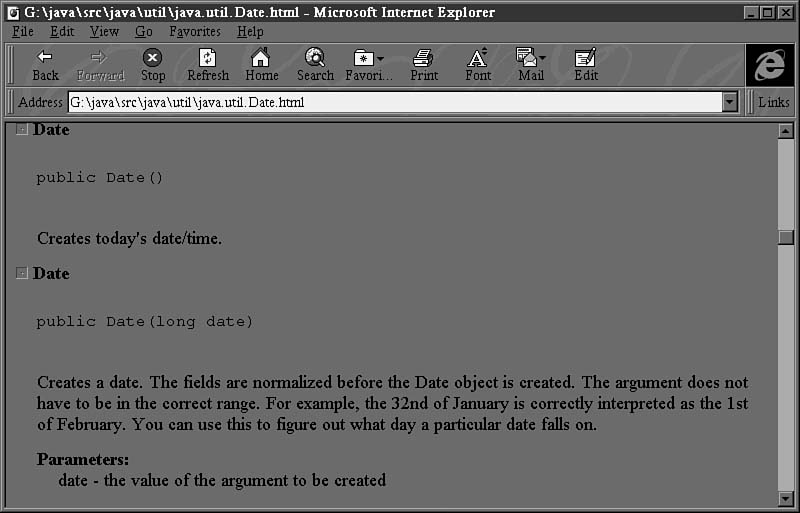 G:\java\src\java\util\java.util.Date.html - Microsoft Internet Explorer
File Edit View Go Favorites Help
Back Forward Stop Refresh Home Search Favori... Print Font Mail Edit
Address G:\java\src\java\util\java.util.Date.html Links
Date
public Date()
Creates today's date/time.
Date
public Date(long date)
Creates a date. The fields are normalized before the Date object is created. The argument does not
have to be in the correct range. For example, the 32nd of January is correctly interpreted as the 1st
of February. You can use this to figure out what day a particular date falls on.
Parameters:
date - the value of the argument to be created